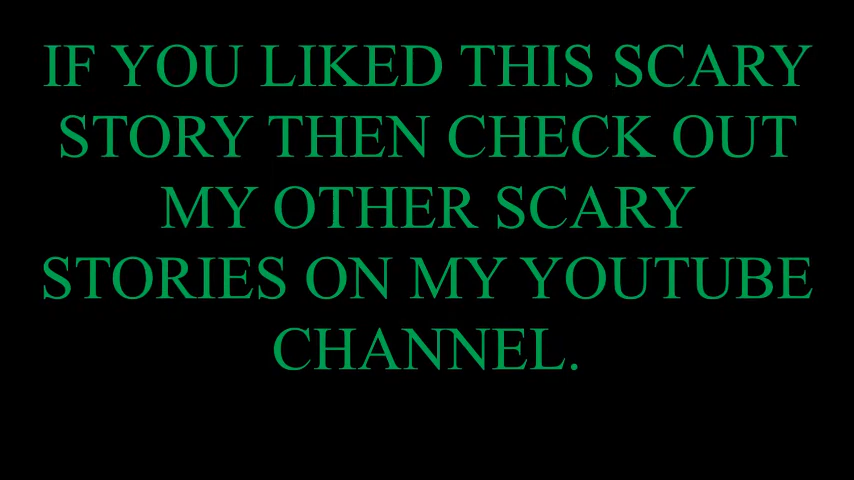 IF YOU LIKED THIS SCARY
STORY THEN CHECK OUT
MY OTHER SCARY
STORIES ON MY YOUTUBE
CHANNEL.